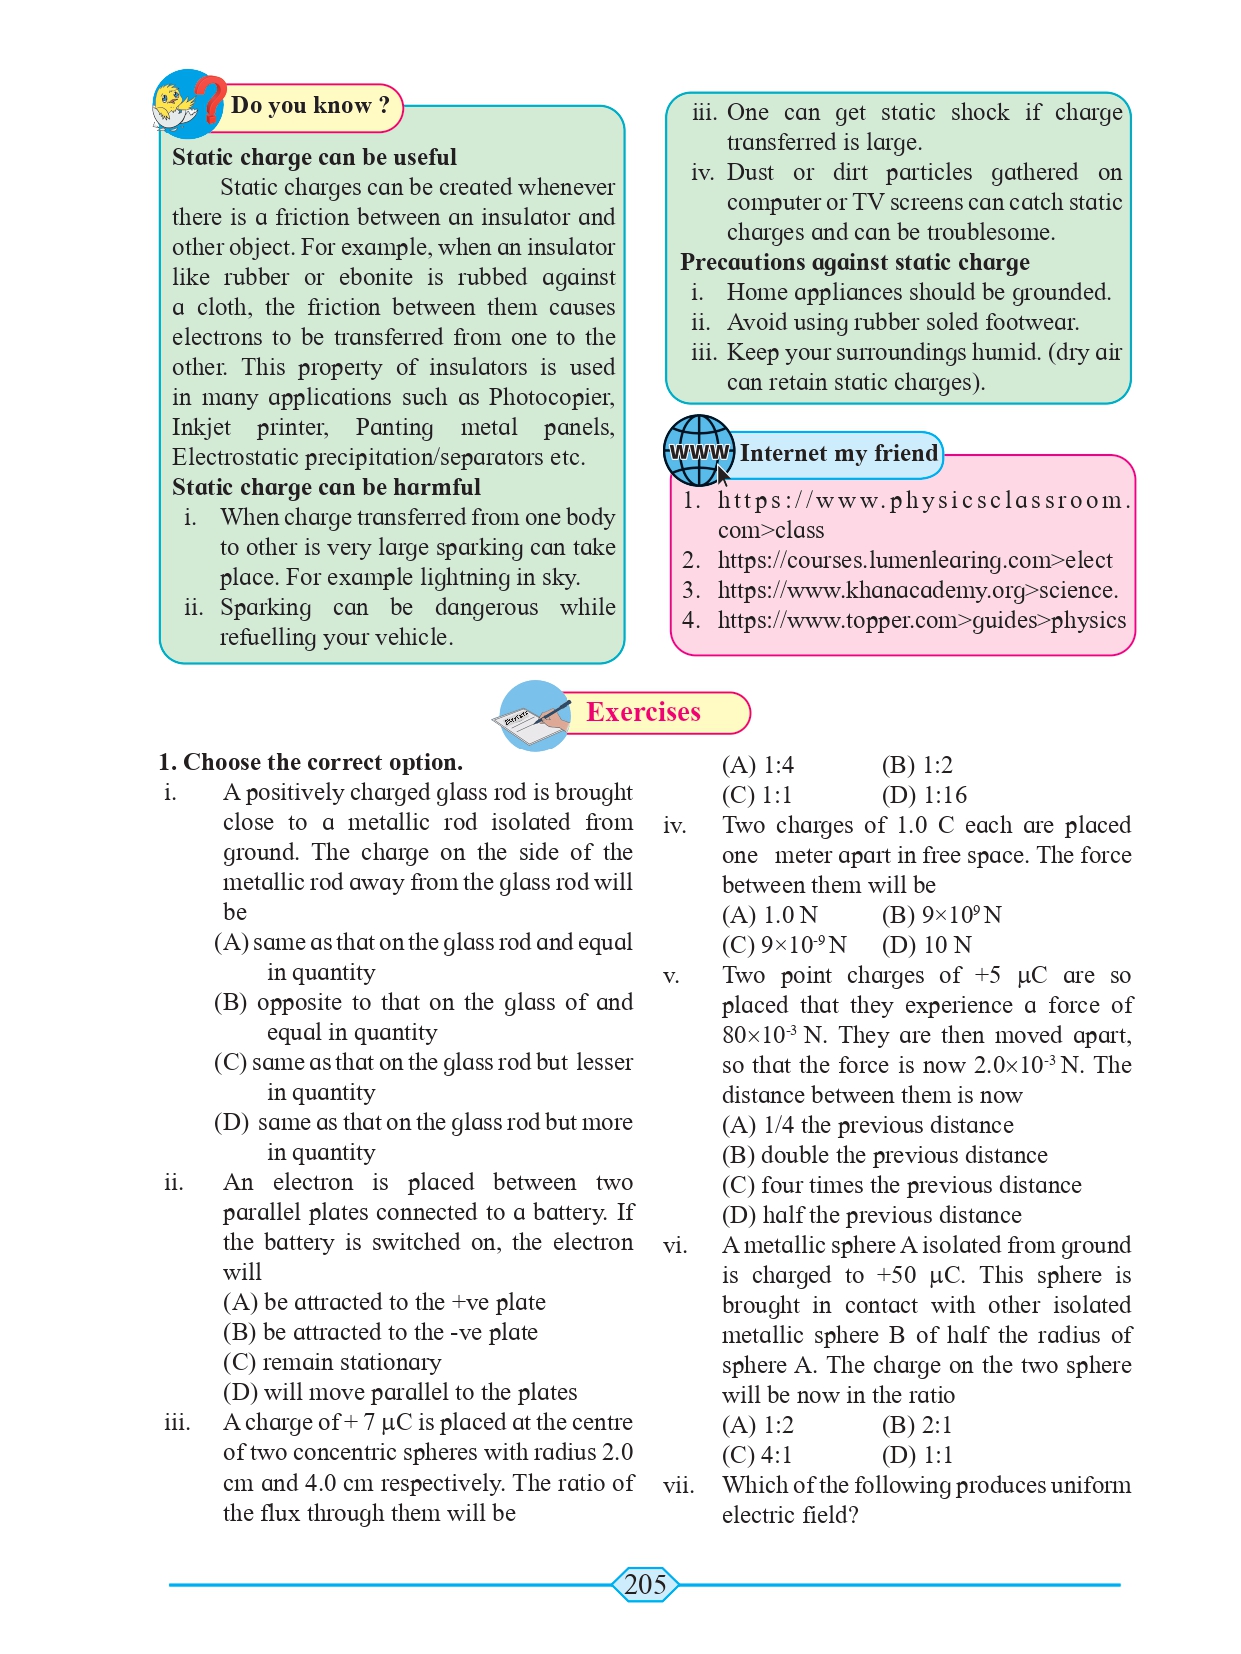 Do you know ?
Static charge can be useful
Static charges can be created whenever
there is a friction between an insulator and
other object. For example, when an insulator
like rubber or ebonite is rubbed against
a cloth, the friction between them causes
electrons to be transferred from one to the
other. This property of insulators is used
in many applications such as Photocopier,
Inkjet printer, Panting metal panels,
Electrostatic precipitation/separators etc.
Static charge can be harmful
i. When charge transferred from one body
to other is very large sparking can take
place. For example lightning in sky.
ii. Sparking can be dangerous while
refuelling your vehicle.
iii. One can get static shock if charge
transferred is large.
iv. Dust or dirt particles gathered on
computer or TV screens can catch static
charges and can be troublesome.
Precautions against static charge
i. Home appliances should be grounded.
ii. Avoid using rubber soled footwear.
iii. Keep your surroundings humid. (dry air
can retain static charges).
WWW Internet my friend
1. https://www.physicsclassroom.
com>class
2. https://courses.lumenlearing.com>elect
3. https://www.khanacademy.org>science.
4. https://www.topper.com>guides>physics
Exercises
1. Choose the correct option.
i. A positively charged glass rod is brought
close to a metallic rod isolated from
ground. The charge on the side of the
metallic rod away from the glass rod will
be
(A) same as that on the glass rod and equal
in quantity
(B) opposite to that on the glass of and
equal in quantity
(C) same as that on the glass rod but lesser
in quantity
(D) same as that on the glass rod but more
in quantity
ii. An electron is placed between two
parallel plates connected to a battery. If
the battery is switched on, the electron
will
(A) be attracted to the +ve plate
(B) be attracted to the -ve plate
(C) remain stationary
(D) will move parallel to the plates
iii. A charge of + 7 μC is placed at the centre
of two concentric spheres with radius 2.0
cm and 4.0 cm respectively. The ratio of
the flux through them will be
(A) 1:4 (B) 1:2
(C) 1:1 (D) 1:16
iv. Two charges of 1.0 C each are placed
one meter apart in free space. The force
between them will be
(A) 1.0 N (B) 9×10⁹ N
(C) 9×10⁻⁹ N (D) 10 N
v. Two point charges of +5 μC are so
placed that they experience a force of
80×10⁻³ N. They are then moved apart,
so that the force is now 2.0×10⁻³ N. The
distance between them is now
(A) 1/4 the previous distance
(B) double the previous distance
(C) four times the previous distance
(D) half the previous distance
vi. A metallic sphere A isolated from ground
is charged to +50 μC. This sphere is
brought in contact with other isolated
metallic sphere B of half the radius of
sphere A. The charge on the two sphere
will be now in the ratio
(A) 1:2 (B) 2:1
(C) 4:1 (D) 1:1
vii. Which of the following produces uniform
electric field?
205